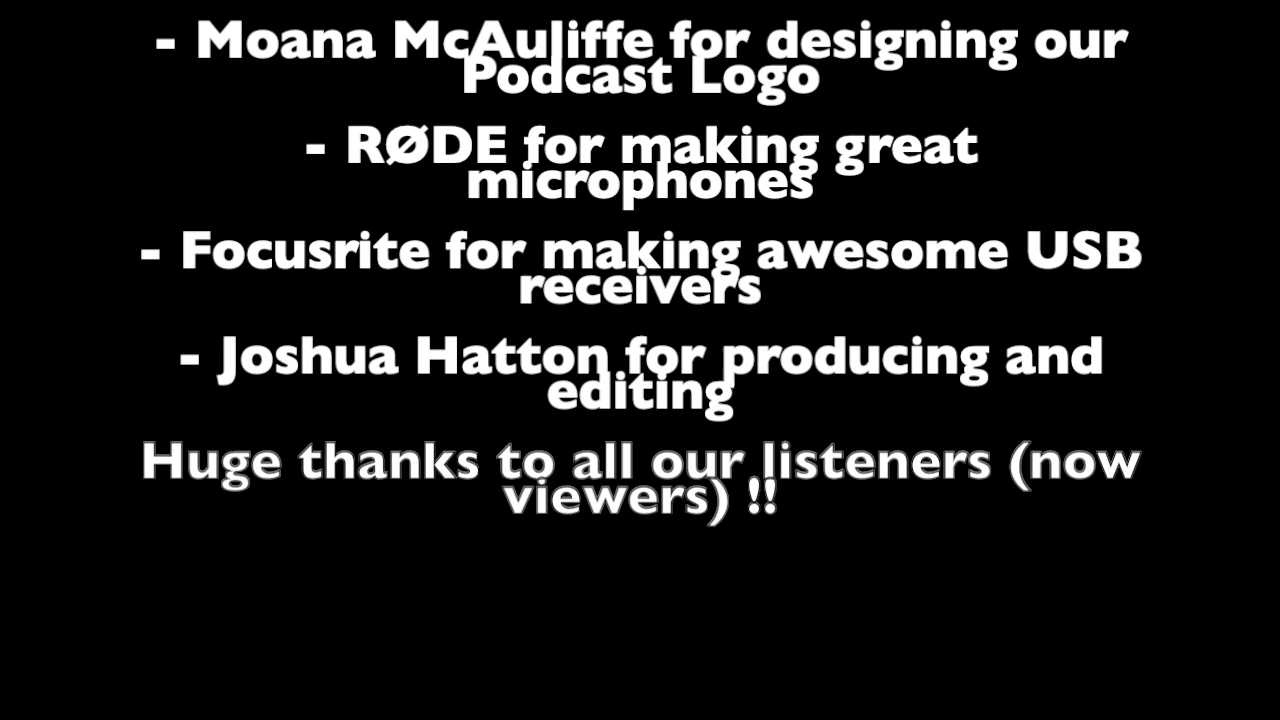 - Moana McAuliffe for designing our
Podcast Logo
- RØDE for making great
microphones
- Focusrite for making awesome USB
receivers
- Joshua Hatton for producing and
editing
Huge thanks to all our listeners (now
viewers) !!